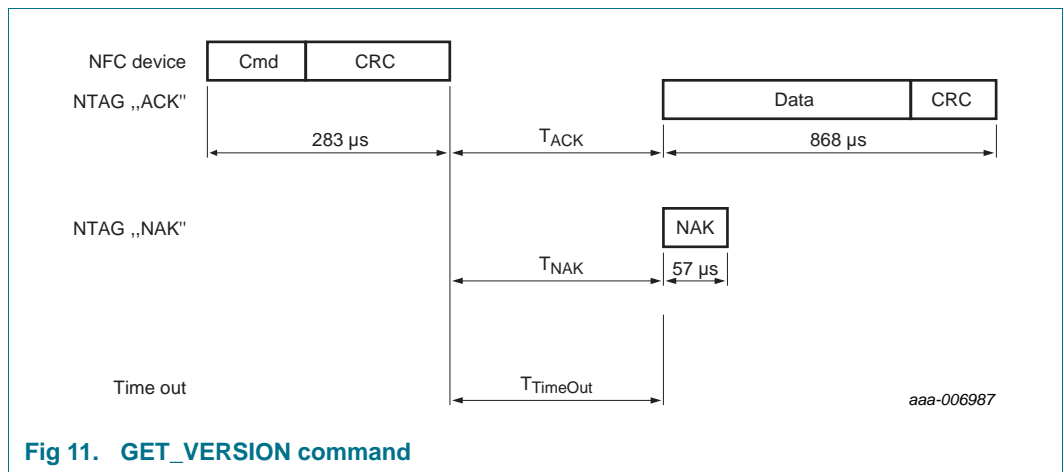 NFC device Cmd CRC
NTAG ,,ACK" Data CRC
283 µs TACK 868 µs
NTAG ,,NAK" NAK
TNAK 57 µs
Time out TTimeOut
aaa-006987
Fig 11. GET_VERSION command